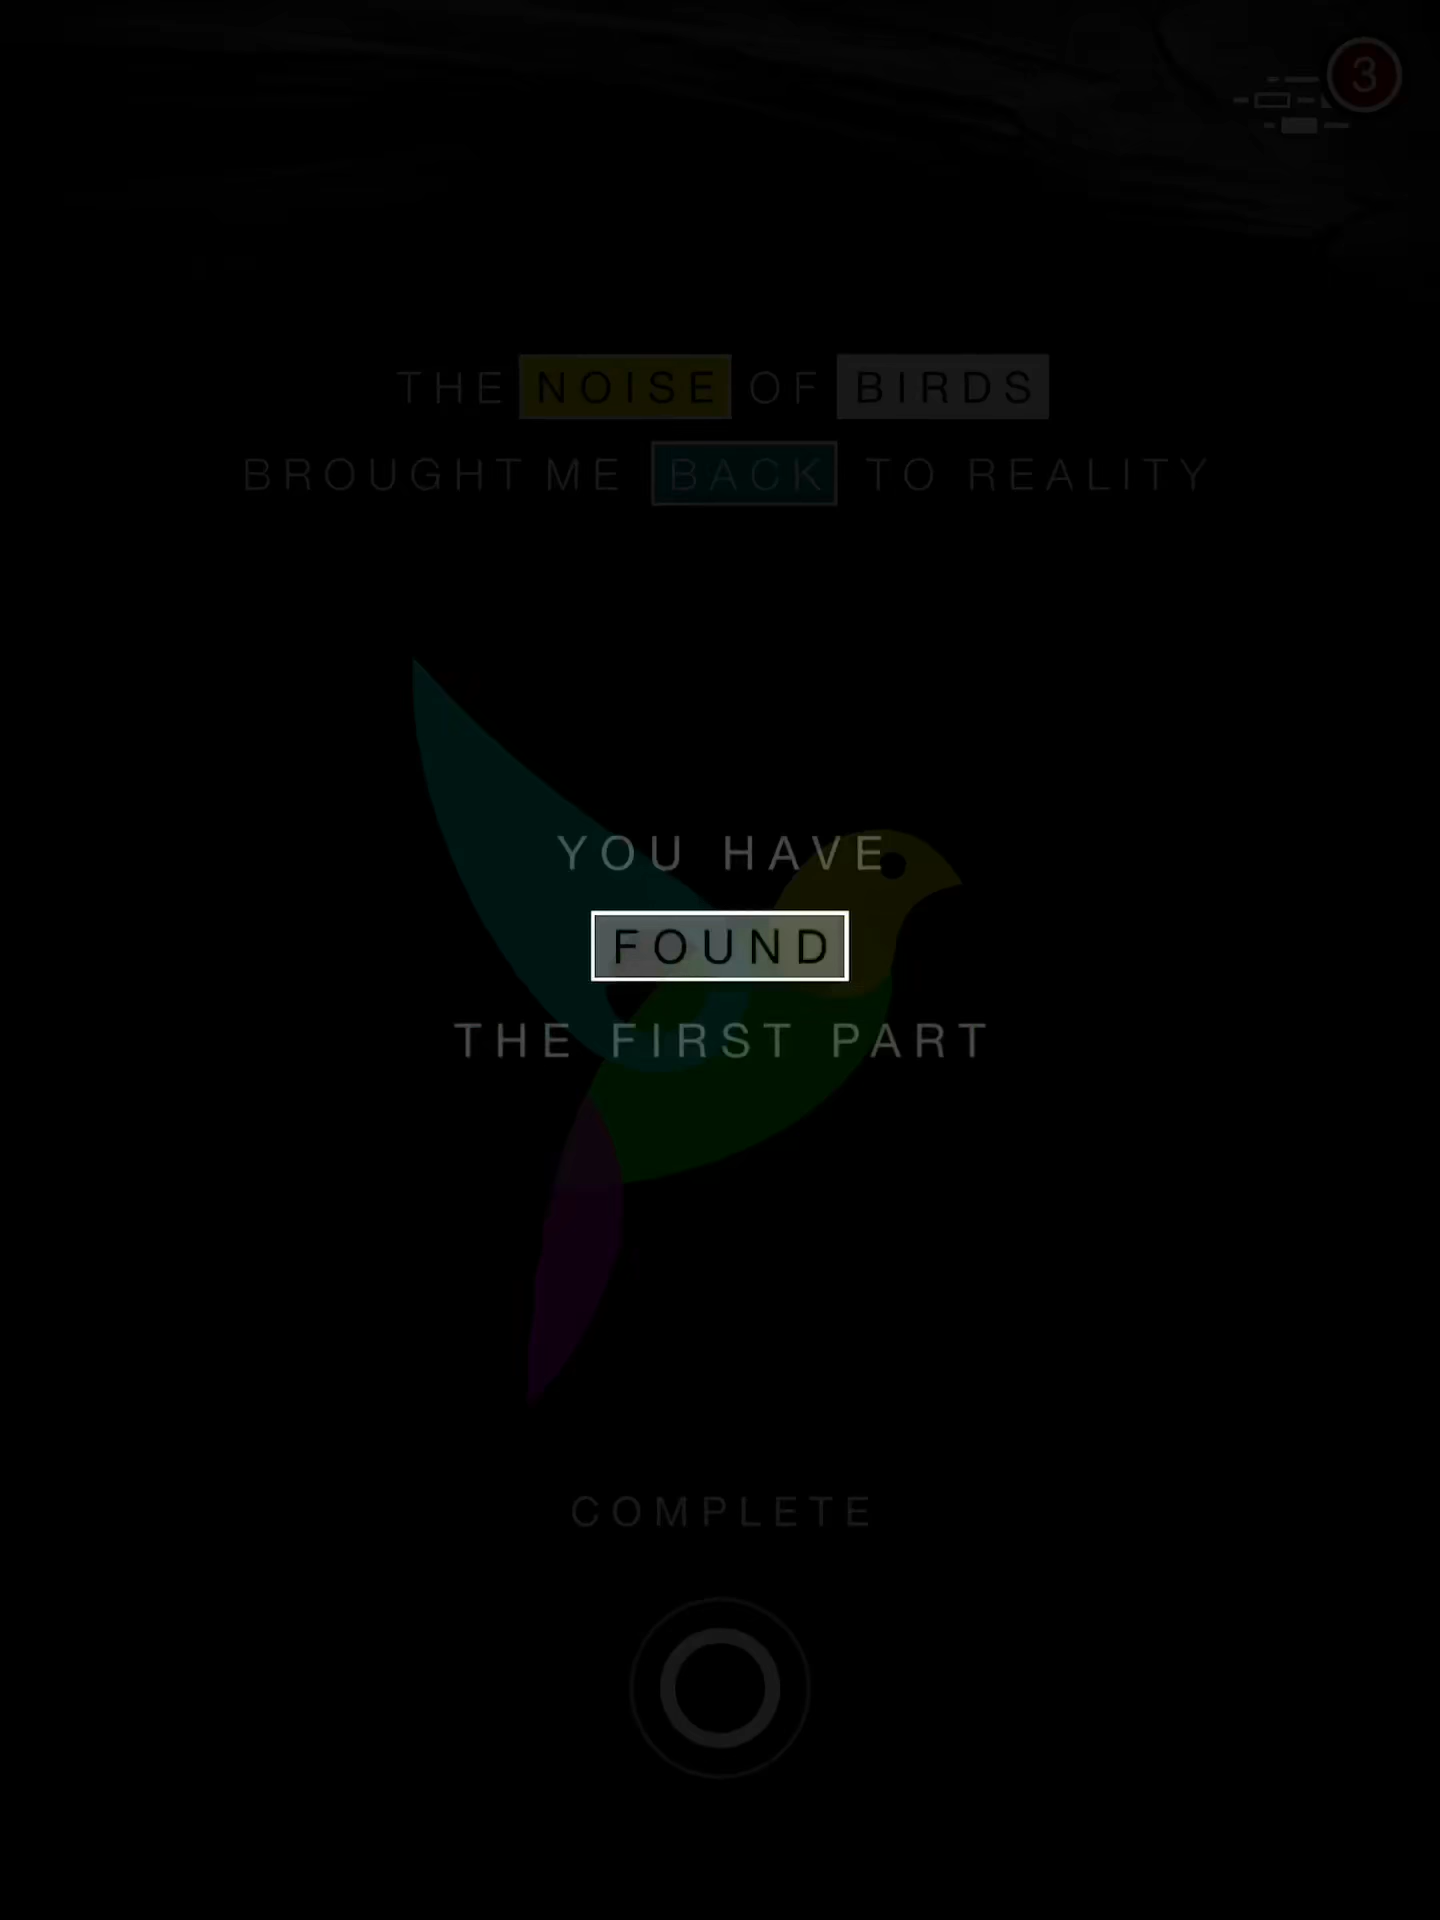 3
THE NOISE OF BIRDS
BROUGHT ME BACK TO REALITY
YOU HAVE
FOUND
THE FIRST PART
COMPLETE